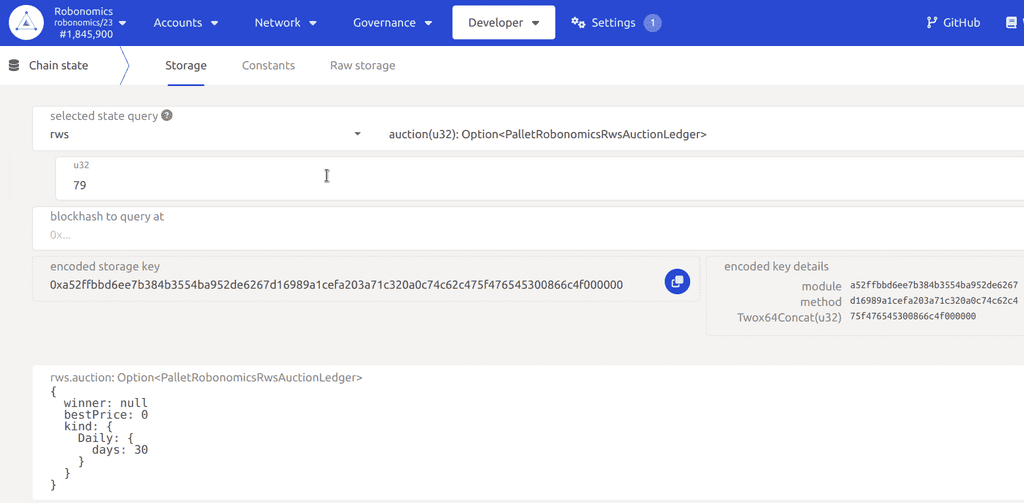 Robonomics
robonomics/23
#1,845,900
Accounts
Network
Governance
Developer
Settings
1
GitHub
Chain state
Storage
Constants
Raw storage
selected state query ?
rws
auction(u32): Option<PalletRobonomicsRwsAuctionLedger>
u32
79
blockhash to query at
0x...
encoded storage key
0xa52ffbbd6ee7b384b3554ba952de6267d16989a1cefa203a71c320a0c74c62c475f476545300866c4f000000
encoded key details
module a52ffbbd6ee7b384b3554ba952de6267
method d16989a1cefa203a71c320a0c74c62c4
Twox64Concat(u32) 75f476545300866c4f000000
rws.auction: Option<PalletRobonomicsRwsAuctionLedger>
{
winner: null
bestPrice: 0
kind: {
Daily: {
days: 30
}
}
}